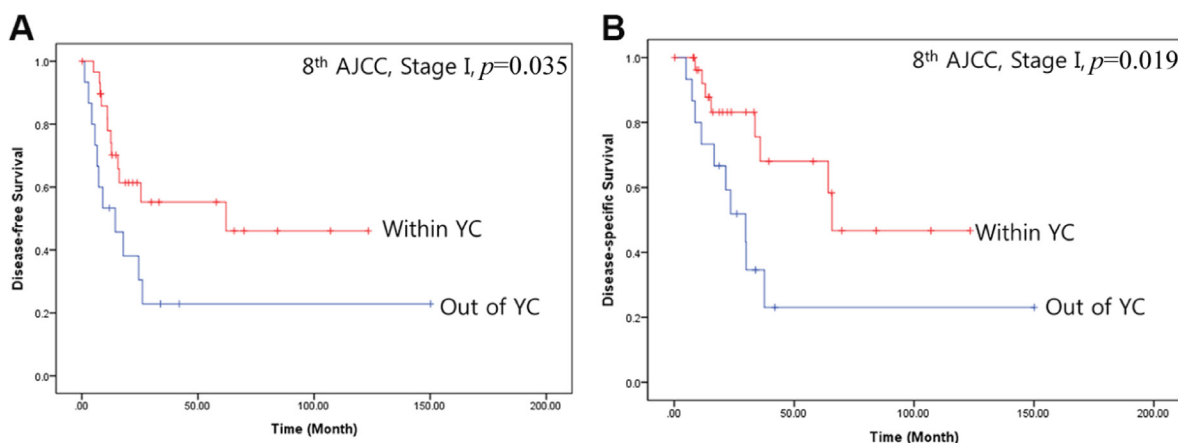 A
8th AJCC, Stage I, p=0.035
Disease-free Survival
1.0
0.8
0.6
0.4
0.2
0.0
Within YC
Out of YC
.00 50.00 100.00 150.00 200.00
Time (Month)
B
8th AJCC, Stage I, p=0.019
Disease-specific Survival
1.0
0.8
0.6
0.4
0.2
0.0
Within YC
Out of YC
.00 50.00 100.00 150.00 200.00
Time (Month)